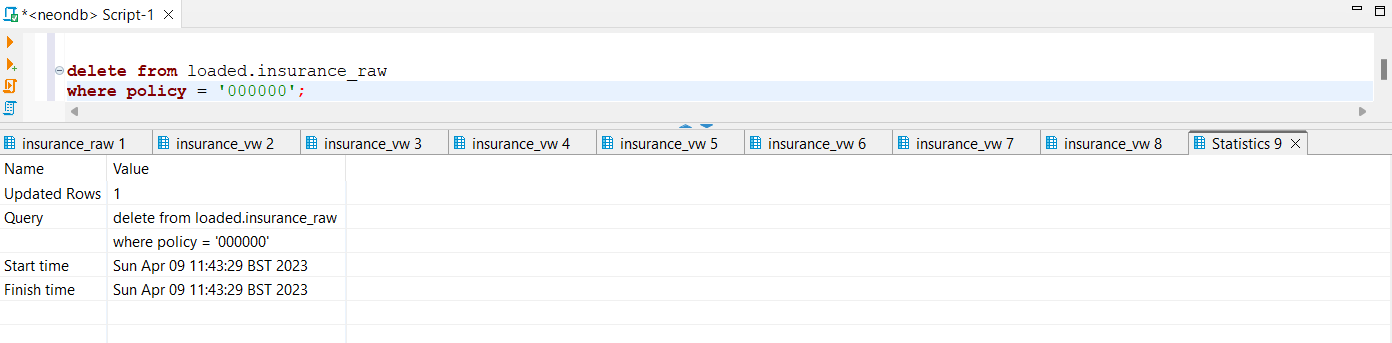 *<neondb> Script-1
delete from loaded.insurance_raw
where policy = '000000';
insurance_raw 1 insurance_vw 2 insurance_vw 3 insurance_vw 4 insurance_vw 5 insurance_vw 6 insurance_vw 7 insurance_vw 8 Statistics 9
Name Value
Updated Rows 1
Query delete from loaded.insurance_raw
where policy = '000000'
Start time Sun Apr 09 11:43:29 BST 2023
Finish time Sun Apr 09 11:43:29 BST 2023